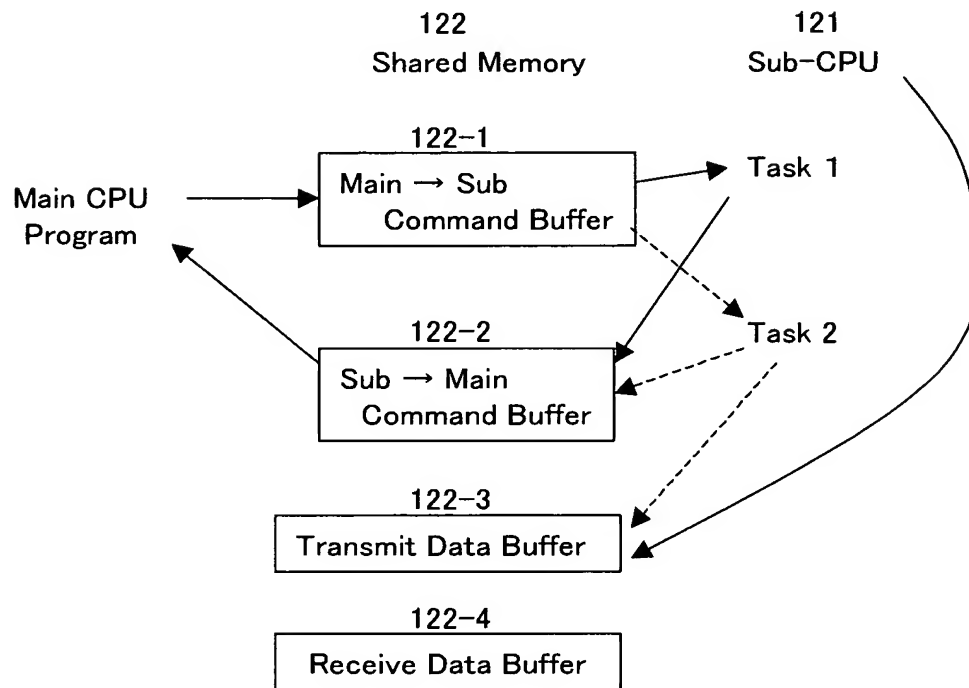 122
Shared Memory
121
Sub-CPU
122-1
Main → Sub
Command Buffer
Task 1
Main CPU
Program
122-2
Sub → Main
Command Buffer
Task 2
122-3
Transmit Data Buffer
122-4
Receive Data Buffer